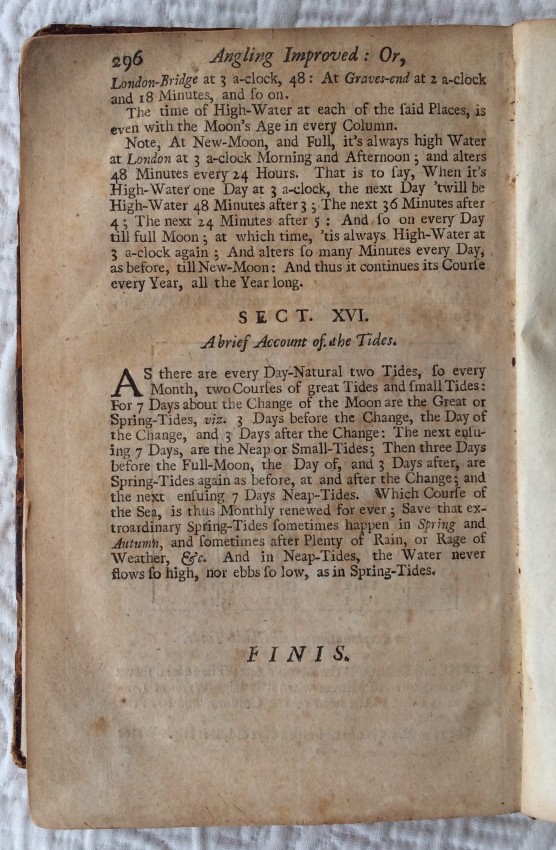 296 Angling Improved: Or,
London-Bridge at 3 a-clock, 48: At Graves-end at 2 a-clock
and 18 Minutes, and ſo on.
The time of High-Water at each of the ſaid Places, is
even with the Moon's Age in every Column.
Note, At New-Moon, and Full, it's always high Water
at London at 3 a-clock Morning and Afternoon; and alters
48 Minutes every 24 Hours. That is to ſay, When it's
High-Water one Day at 3 a-clock, the next Day 'twill be
High-Water 48 Minutes after 3; The next 36 Minutes after
4; The next 24 Minutes after 5: And ſo on every Day
till full Moon; at which time, 'tis always High-Water at
3 a-clock again; And alters ſo many Minutes every Day,
as before, till New-Moon: And thus it continues its Courſe
every Year, all the Year long.
SECT. XVI.
A brief Account of the Tides.
AS there are every Day-Natural two Tides, ſo every
Month, two Courſes of great Tides and ſmall Tides:
For 7 Days about the Change of the Moon are the Great or
Spring-Tides, viz. 3 Days before the Change, the Day of
the Change, and 3 Days after the Change: The next enſu-
ing 7 Days, are the Neap or Small-Tides; Then three Days
before the Full-Moon, the Day of, and 3 Days after, are
Spring-Tides again as before, at and after the Change; and
the next enſuing 7 Days Neap-Tides. Which Courſe of
the Sea, is thus Monthly renewed for ever; Save that ex-
troardinary Spring-Tides ſometimes happen in Spring and
Autumn, and ſometimes after Plenty of Rain, or Rage of
Weather, &c. And in Neap-Tides, the Water never
flows ſo high, nor ebbs ſo low, as in Spring-Tides.
FINIS.